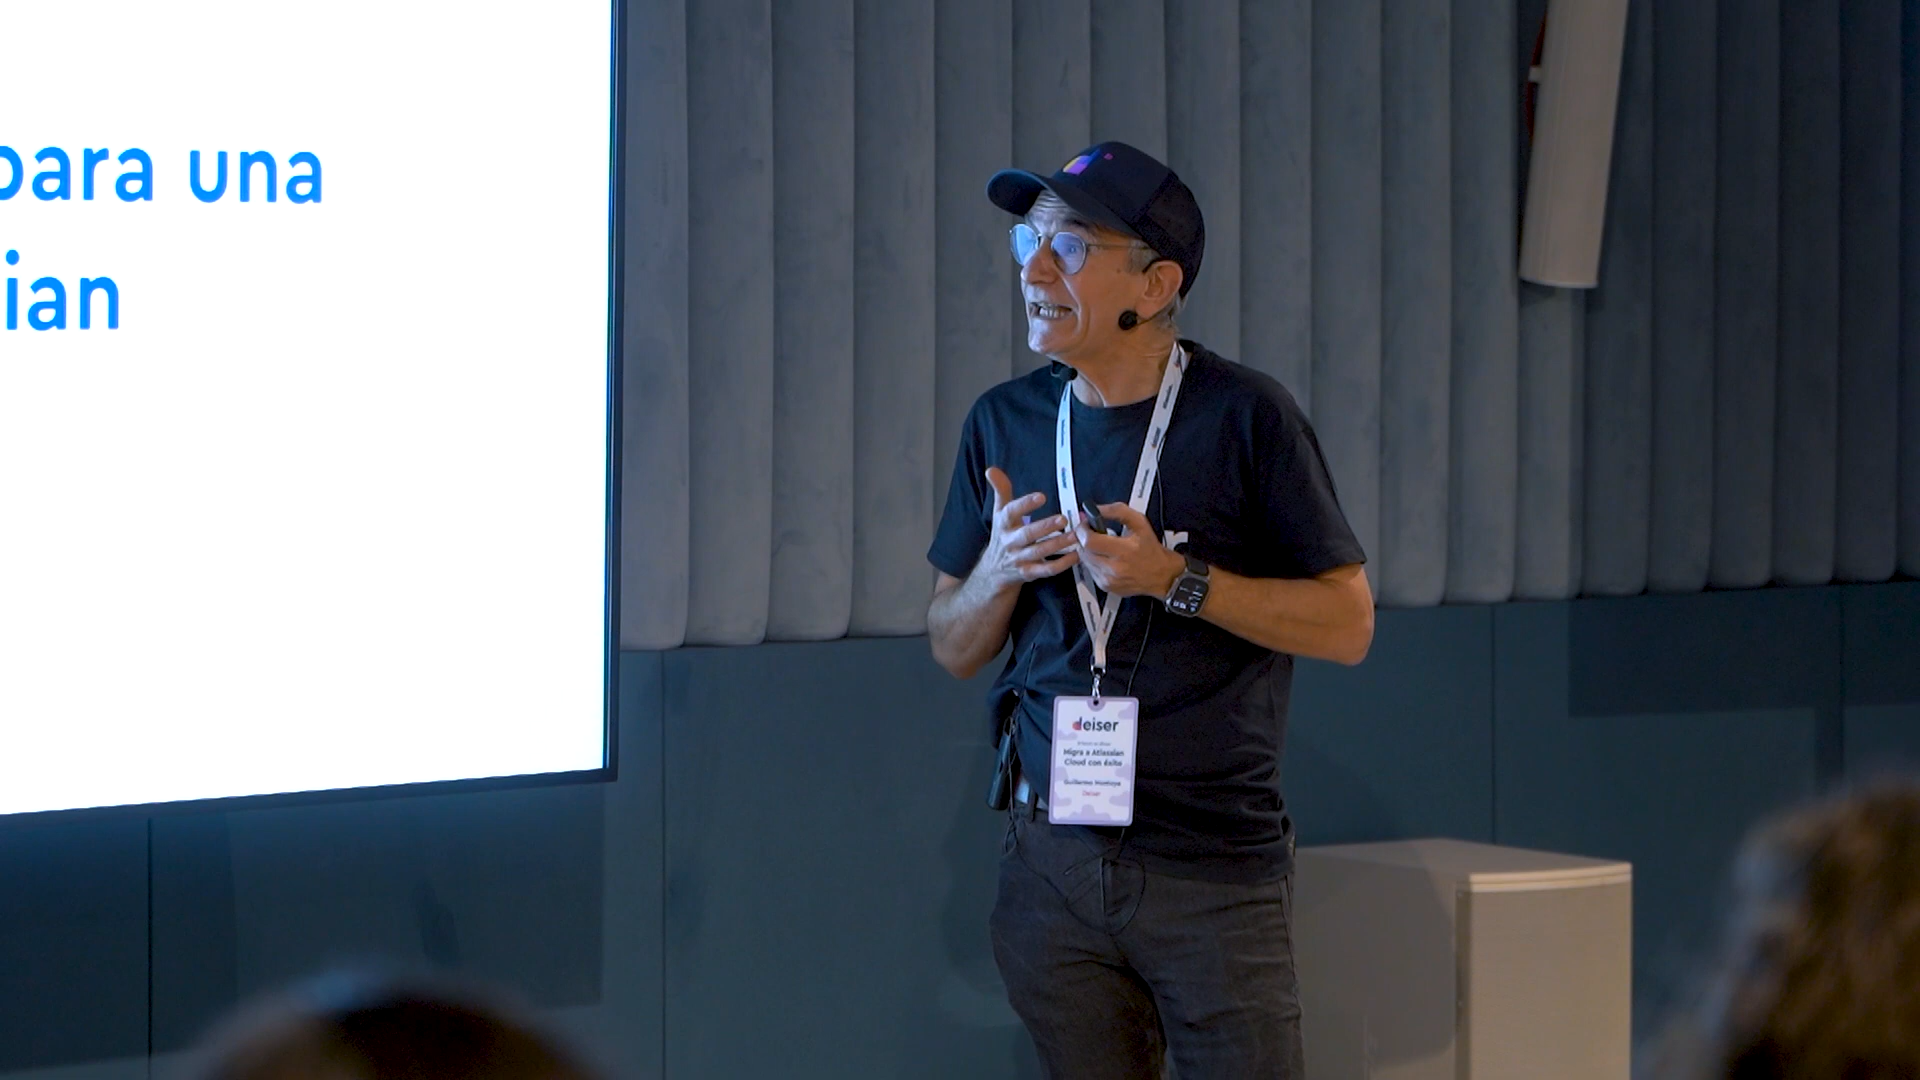 para una
ian
r
deiser
Migra a Atlassian
Cloud con éxito
Guillermo Montoya
Deiser